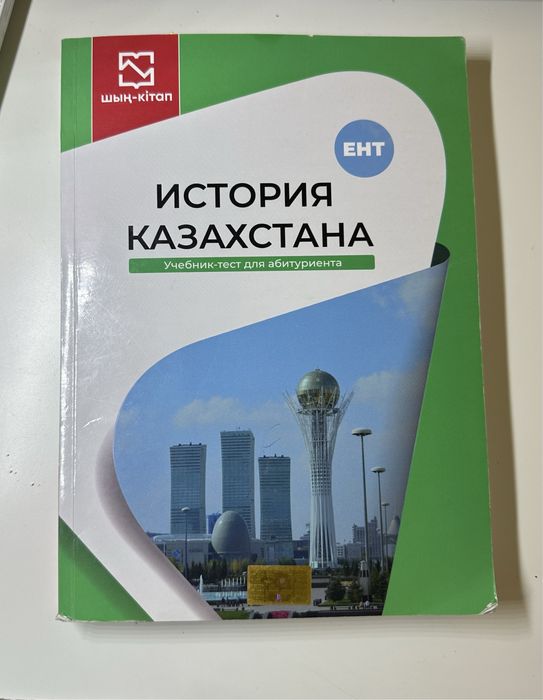 шың-кітап
ЕНТ
ИСТОРИЯ
КАЗАХСТАНА
Учебник-тест для абитуриента